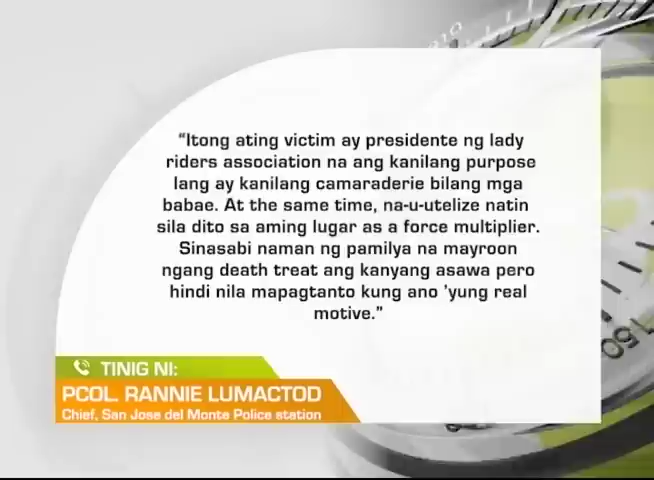 “Itong ating victim ay presidente ng lady
riders association na ang kanilang purpose
lang ay kanilang camaraderie bilang mga
babae. At the same time, na-u-utelize natin
sila dito sa aming lugar as a force multiplier.
Sinasabi naman ng pamilya na mayroon
ngang death treat ang kanyang asawa pero
hindi nila mapagtanto kung ano ’yung real
motive.”
TINIG NI:
PCOL. RANNIE LUMACTOD
Chief, San Jose del Monte Police station